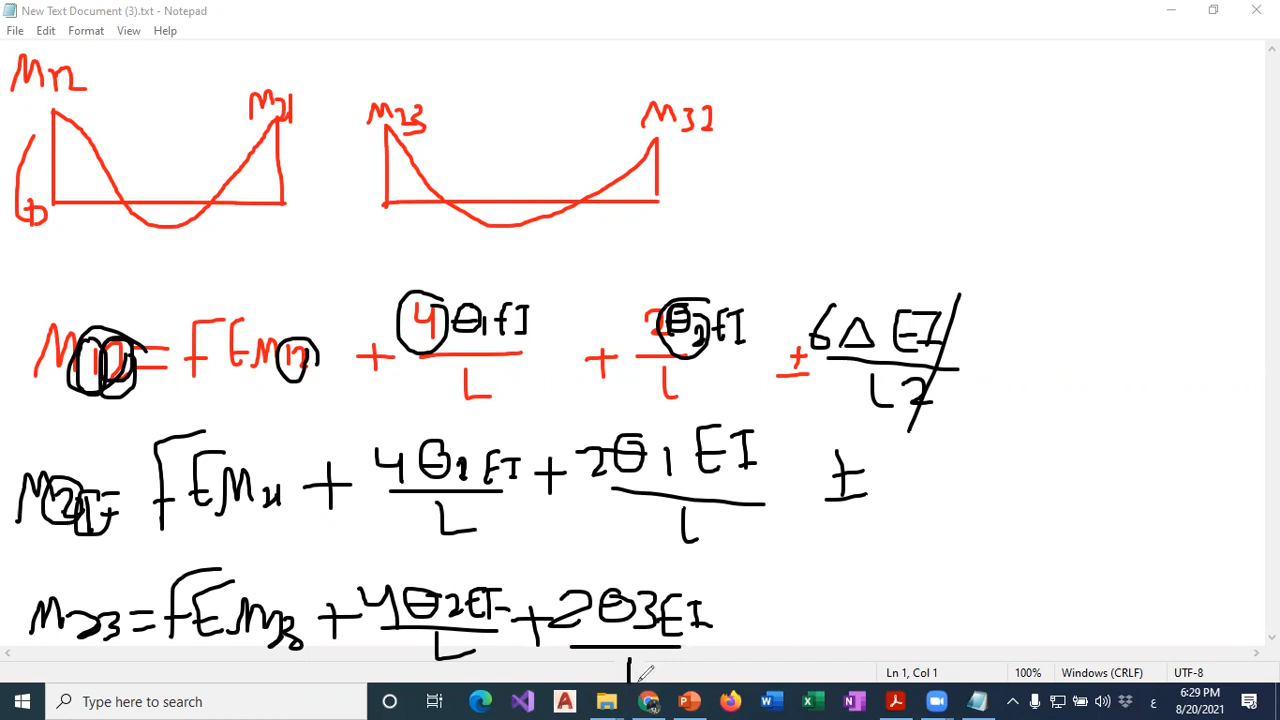 New Text Document (3).txt - Notepad
File Edit Format View Help
M12 M21 M23 M32
M12 = FEM12 + 4θ1EI/L + 2θ2EI/L ± 6ΔEI/L2
M21 = FEM21 + 4θ2EI/L + 2θ1EI/L ±
M23 = FEM23 + 4θ2EI/L + 2θ3EI/L
Ln 1, Col 1 100% Windows (CRLF) UTF-8
Type here to search
ع 6:29 PM
8/20/2021